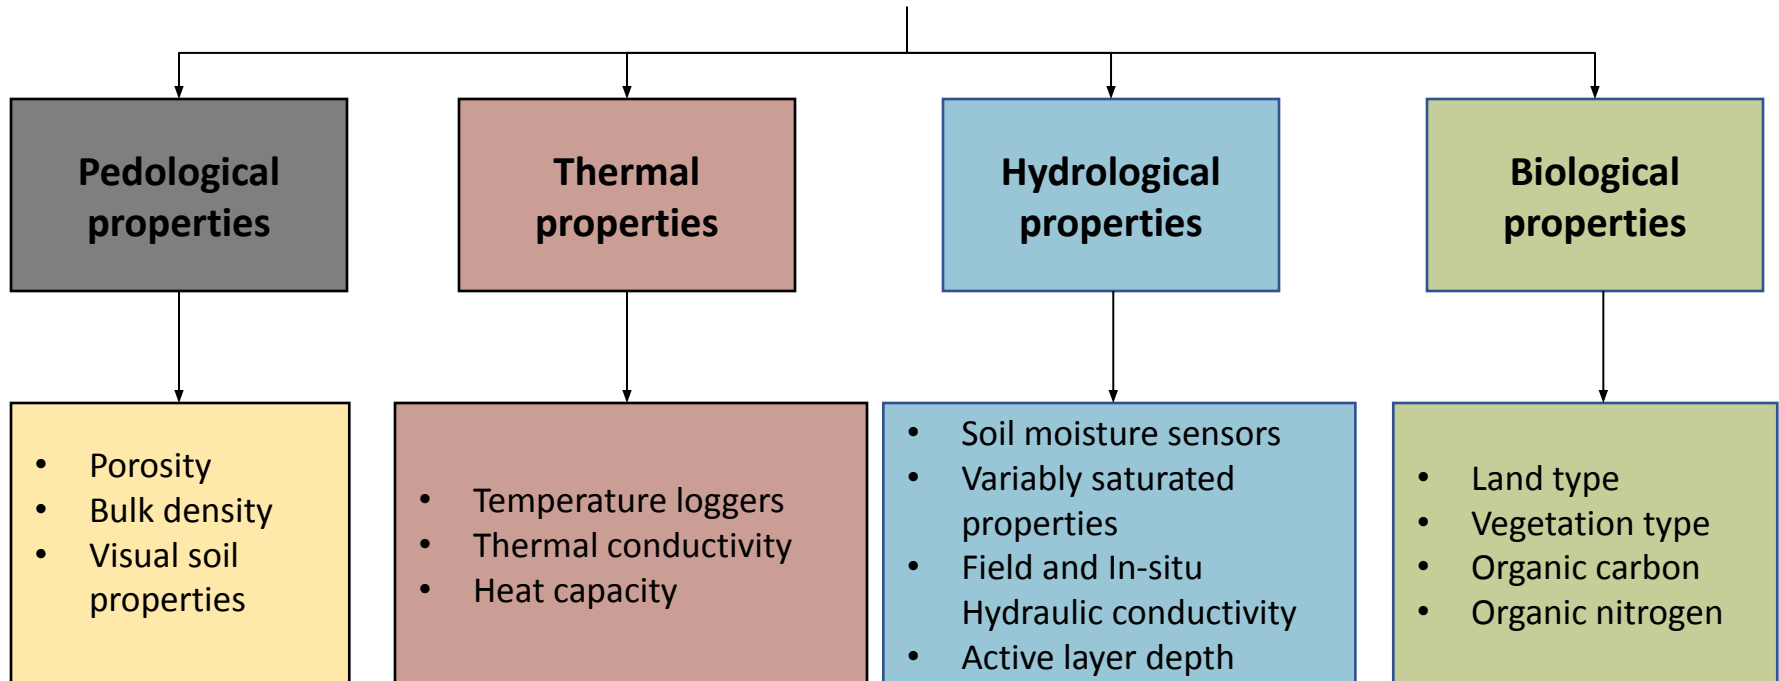 Pedological
properties
Thermal
properties
Hydrological
properties
Biological
properties
• Porosity
• Bulk density
• Visual soil
properties
• Temperature loggers
• Thermal conductivity
• Heat capacity
• Soil moisture sensors
• Variably saturated
properties
• Field and In-situ
Hydraulic conductivity
• Active layer depth
• Land type
• Vegetation type
• Organic carbon
• Organic nitrogen